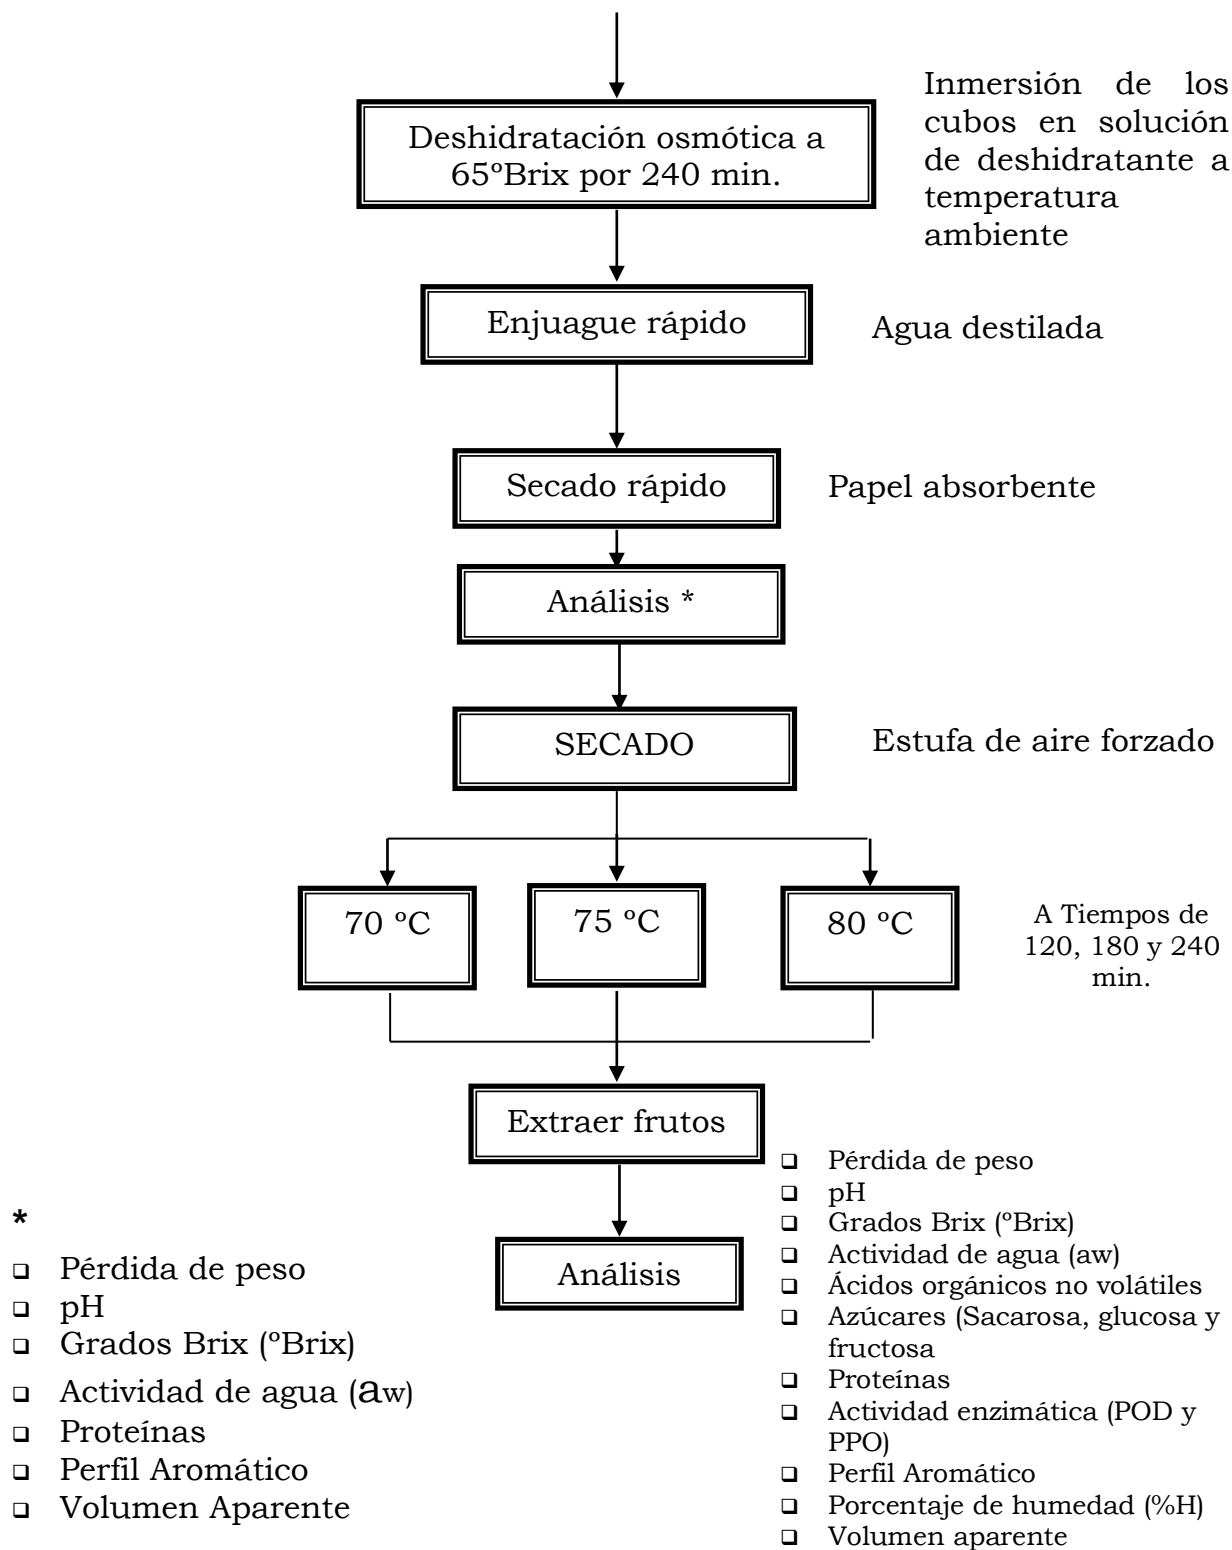 Deshidratación osmótica a
65ºBrix por 240 min.
Inmersión de los
cubos en solución
de deshidratante a
temperatura
ambiente
Enjuague rápido
Agua destilada
Secado rápido
Papel absorbente
Análisis *
SECADO
Estufa de aire forzado
70 ºC
75 ºC
80 ºC
A Tiempos de
120, 180 y 240
min.
Extraer frutos
Análisis
*
❑ Pérdida de peso
❑ pH
❑ Grados Brix (ºBrix)
❑ Actividad de agua (aw)
❑ Proteínas
❑ Perfil Aromático
❑ Volumen Aparente
❑ Pérdida de peso
❑ pH
❑ Grados Brix (ºBrix)
❑ Actividad de agua (aw)
❑ Ácidos orgánicos no volátiles
❑ Azúcares (Sacarosa, glucosa y
fructosa
❑ Proteínas
❑ Actividad enzimática (POD y
PPO)
❑ Perfil Aromático
❑ Porcentaje de humedad (%H)
❑ Volumen aparente